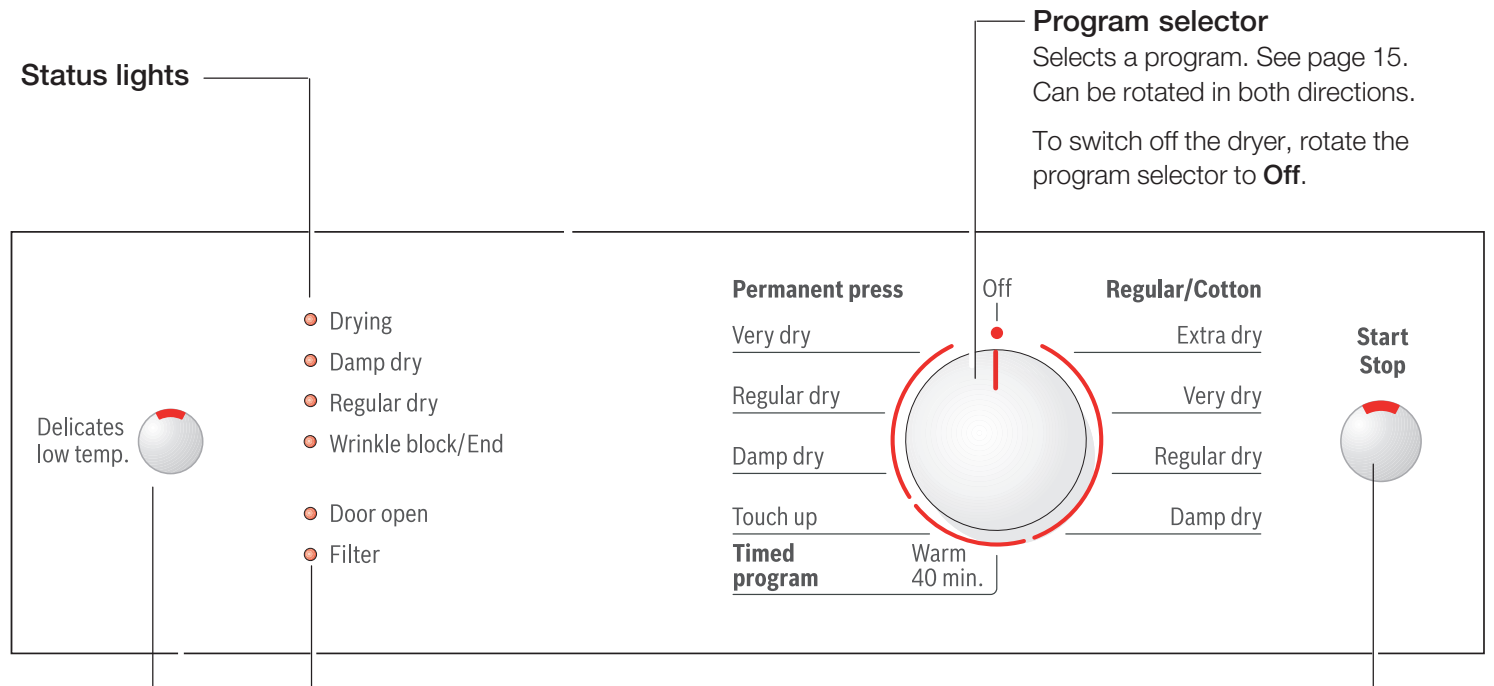 Program selector
Selects a program. See page 15.
Can be rotated in both directions.
To switch off the dryer, rotate the
program selector to Off.
Status lights
Delicates
low temp.
Drying
Damp dry
Regular dry
Wrinkle block/End
Door open
Filter
Permanent press
Very dry
Regular dry
Damp dry
Touch up
Timed
program
Warm
40 min.
Off
Regular/Cotton
Extra dry
Very dry
Regular dry
Damp dry
Start
Stop